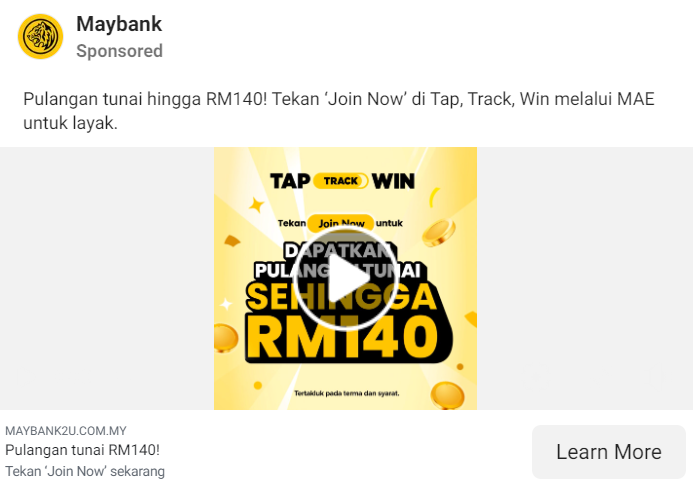 Maybank
Sponsored
Pulangan tunai hingga RM140! Tekan ‘Join Now’ di Tap, Track, Win melalui MAE
untuk layak.
TAP TRACK WIN
Tekan Join Now untuk
DAPATKAN
PULANGAN TUNAI
SEHINGGA
RM140
Tertakluk pada terma dan syarat.
MAYBANK2U.COM.MY
Pulangan tunai RM140!
Tekan ‘Join Now’ sekarang
Learn More